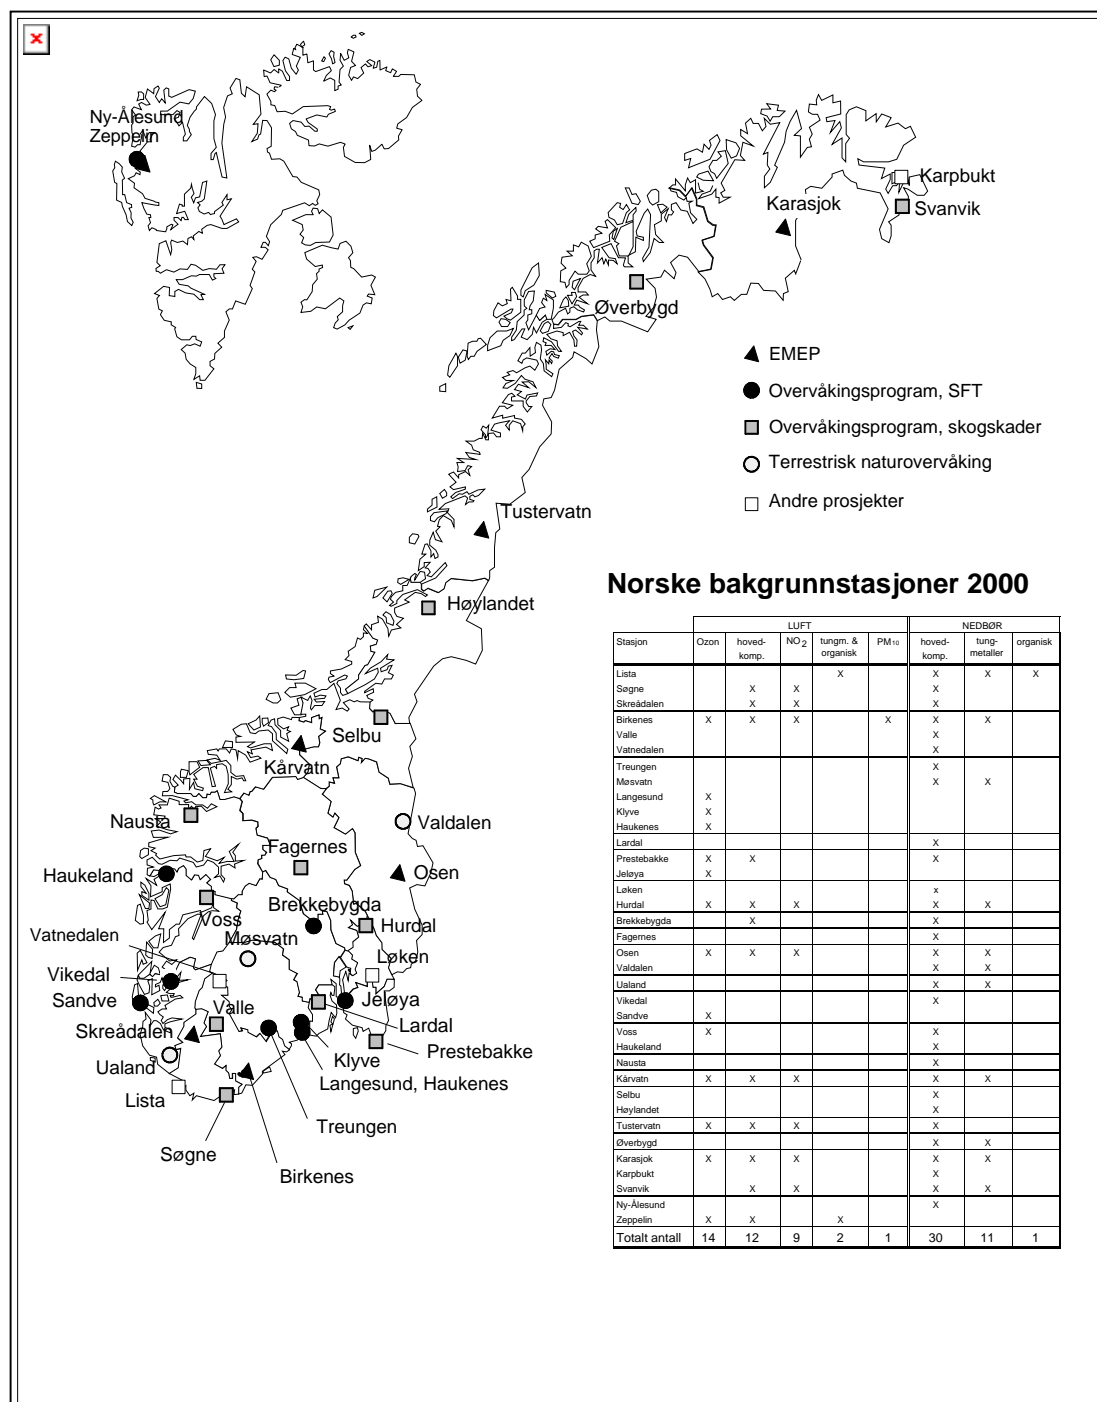 Ny-Ålesund
Zeppelin
Karpbukt
Karasjok
Svanvik
Øverbygd
EMEP
Overvåkingsprogram, SFT
Overvåkingsprogram, skogskader
Terrestrisk naturovervåking
Andre prosjekter
Tustervatn
Høylandet
Selbu
Kårvatn
Nausta
Valdalen
Fagernes
Haukeland
Osen
Voss
Brekkebygda
Hurdal
Vatnedalen
Møsvatn
Løken
Vikedal
Sandve
Valle
Jeløya
Skreådalen
Lardal
Klyve
Prestebakke
Ualand
Langesund, Haukenes
Lista
Treungen
Søgne
Birkenes
Norske bakgrunnstasjoner 2000
LUFT NEDBØR
Stasjon Ozon hoved- NO2 tungm. & PM10 hoved- tung- organisk
komp. organisk komp. metaller
Lista X X X X
Søgne X X X
Skreådalen X X X
Birkenes X X X X X X
Valle X
Vatnedalen X
Treungen X
Møsvatn X X
Langesund X
Klyve X
Haukenes X
Lardal X
Prestebakke X X X
Jeløya X
Løken x
Hurdal X X X X X
Brekkebygda X X
Fagernes X
Osen X X X X X
Valdalen X X
Ualand X X
Vikedal X
Sandve X
Voss X X
Haukeland X
Nausta X
Kårvatn X X X X X
Selbu X
Høylandet X
Tustervatn X X X X
Øverbygd X X
Karasjok X X X X X
Karpbukt X
Svanvik X X X X
Ny-Ålesund X
Zeppelin X X X
Totalt antall 14 12 9 2 1 30 11 1